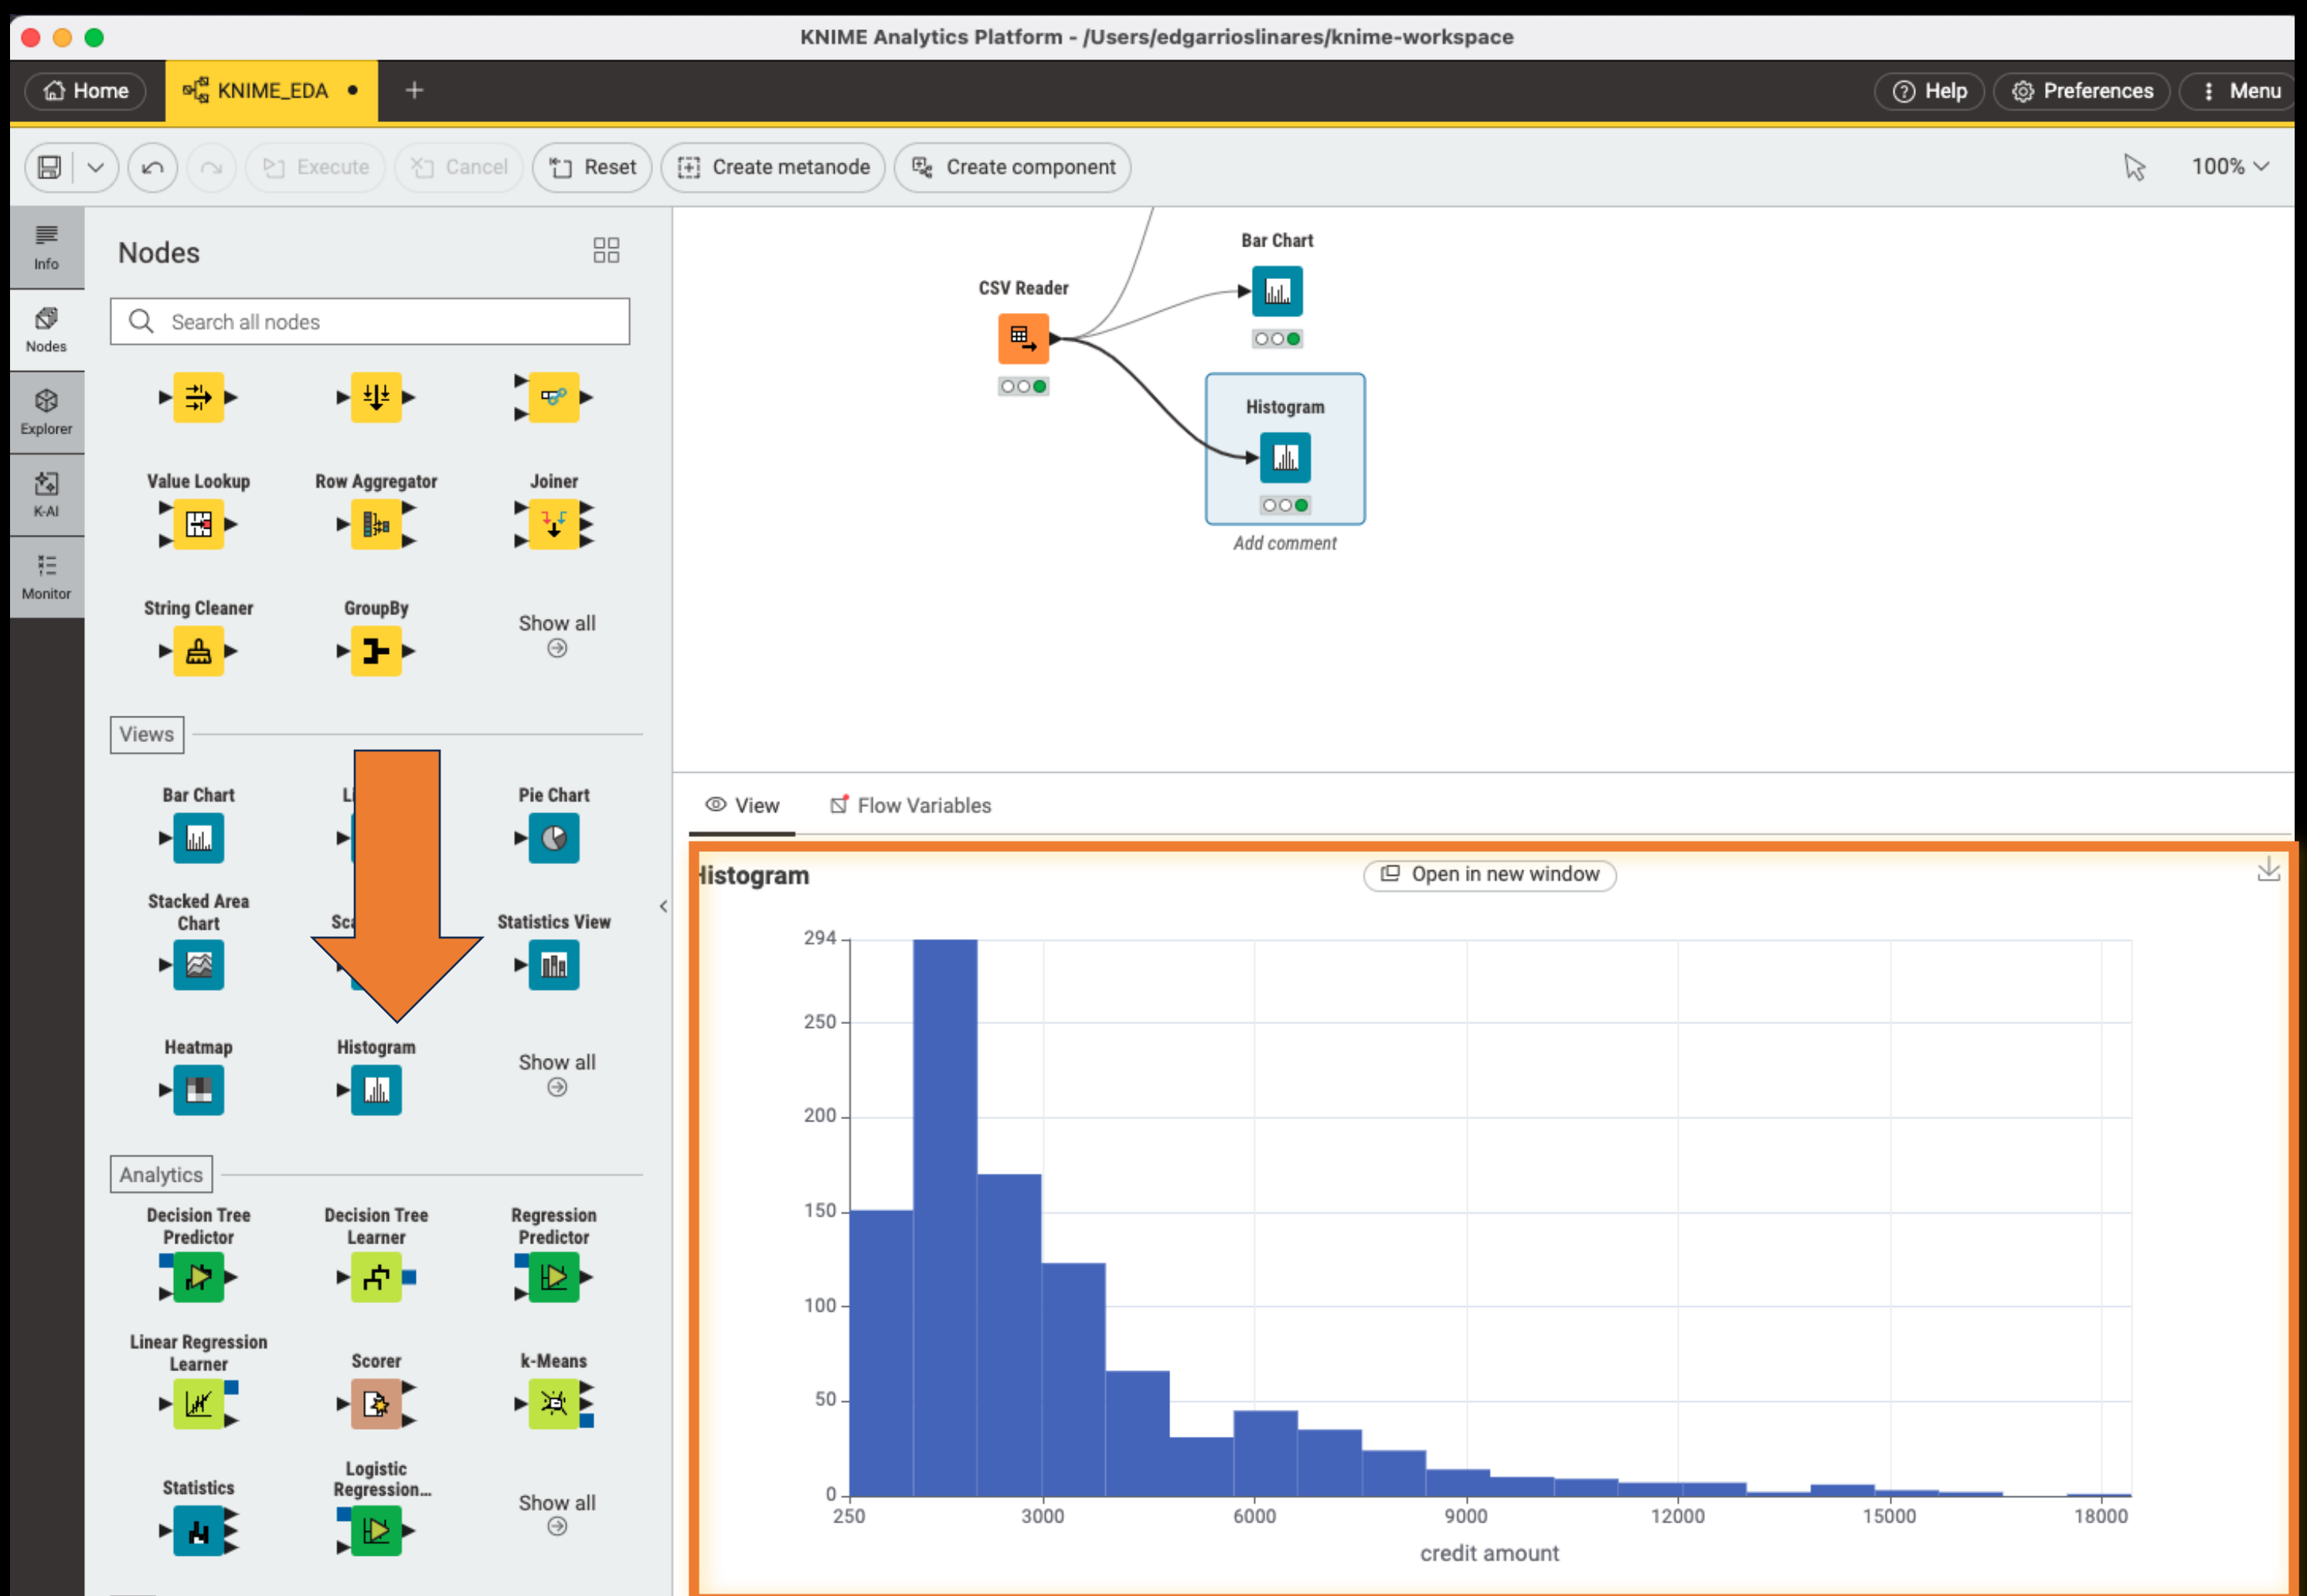 KNIME Analytics Platform - /Users/edgarrioslinares/knime-workspace
Home
KNIME_EDA
Help
Preferences
Menu
Execute
Cancel
Reset
Create metanode
Create component
100%
Info
Nodes
Explorer
K-AI
Monitor
Nodes
Search all nodes
Value Lookup
Row Aggregator
Joiner
String Cleaner
GroupBy
Show all
Views
Bar Chart
Pie Chart
Stacked Area
Chart
Statistics View
Heatmap
Histogram
Show all
Analytics
Decision Tree
Predictor
Decision Tree
Learner
Regression
Predictor
Linear Regression
Learner
Scorer
k-Means
Statistics
Logistic
Regression...
Show all
CSV Reader
Bar Chart
Histogram
Add comment
View
Flow Variables
Histogram
Open in new window
294
250
200
150
100
50
0
250
3000
6000
9000
12000
15000
18000
credit amount